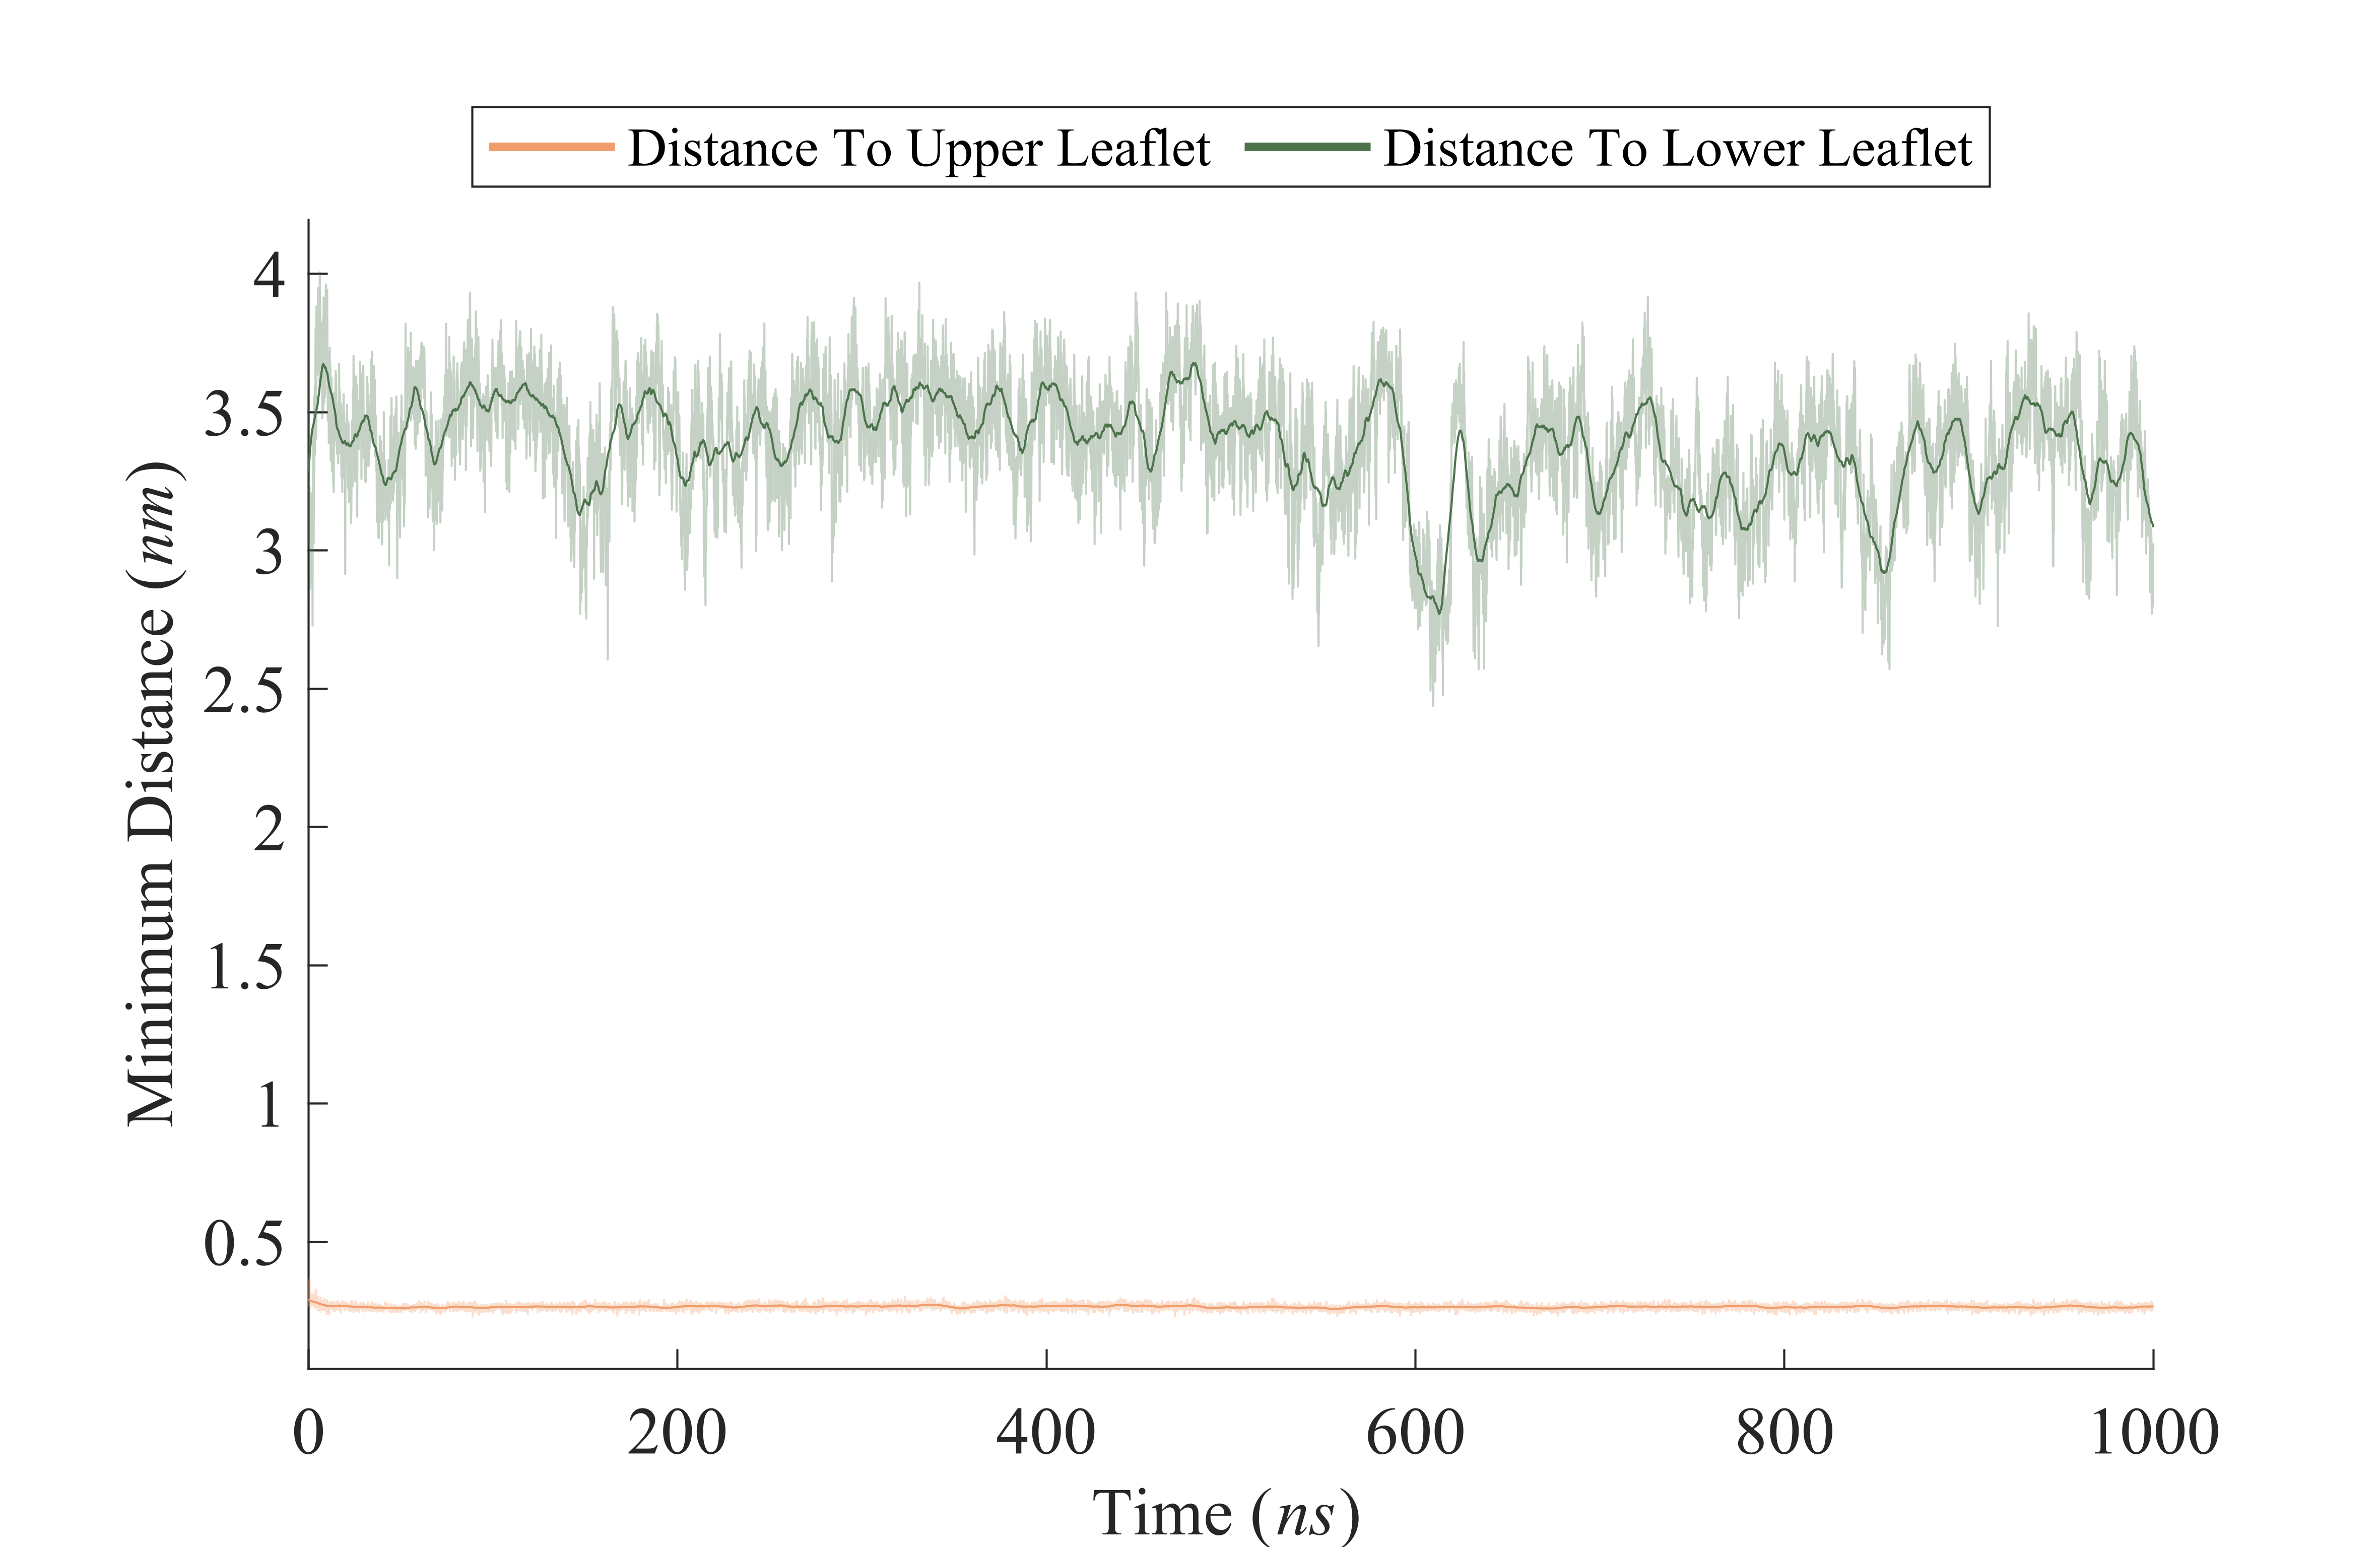 Distance To Upper Leaflet Distance To Lower Leaflet
Minimum Distance (nm)
4
3.5
3
2.5
2
1.5
1
0.5
0 200 400 600 800 1000
Time (ns)